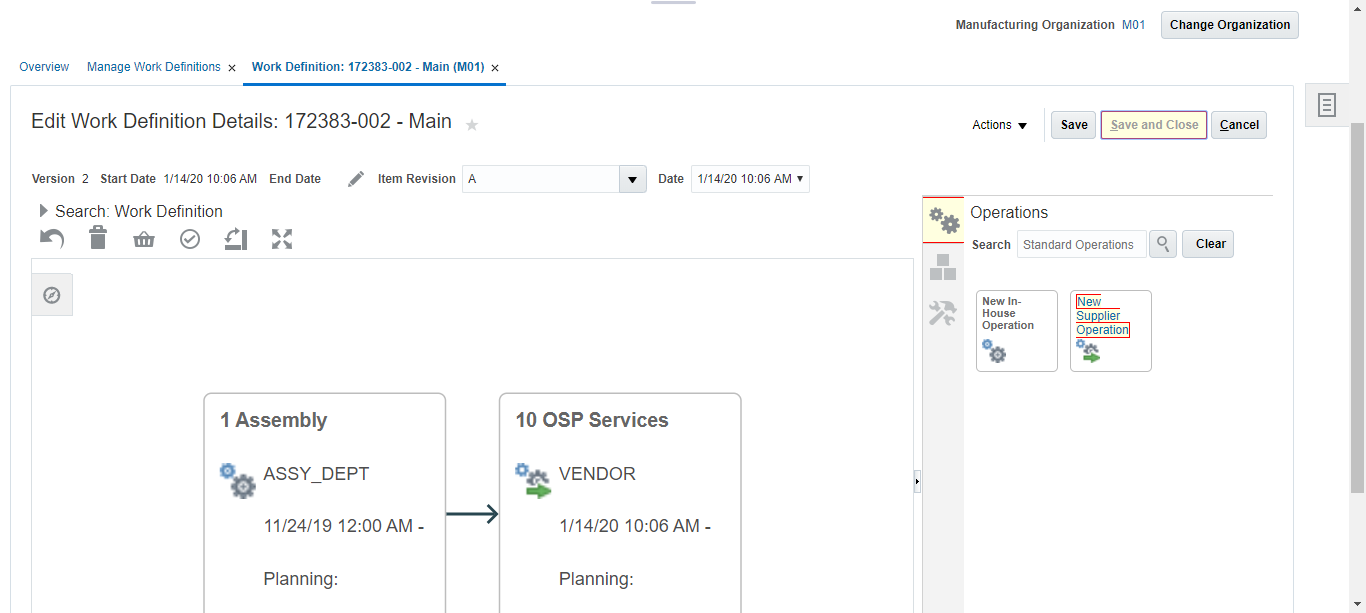 Manufacturing Organization M01 Change Organization
Overview Manage Work Definitions × Work Definition: 172383-002 - Main (M01) ×
Edit Work Definition Details: 172383-002 - Main
Actions Save Save and Close Cancel
Version 2 Start Date 1/14/20 10:06 AM End Date Item Revision A Date 1/14/20 10:06 AM
Search: Work Definition
Operations
Search Standard Operations Clear
New In-
House
Operation
New
Supplier
Operation
1 Assembly
ASSY_DEPT
11/24/19 12:00 AM -
Planning:
10 OSP Services
VENDOR
1/14/20 10:06 AM -
Planning: